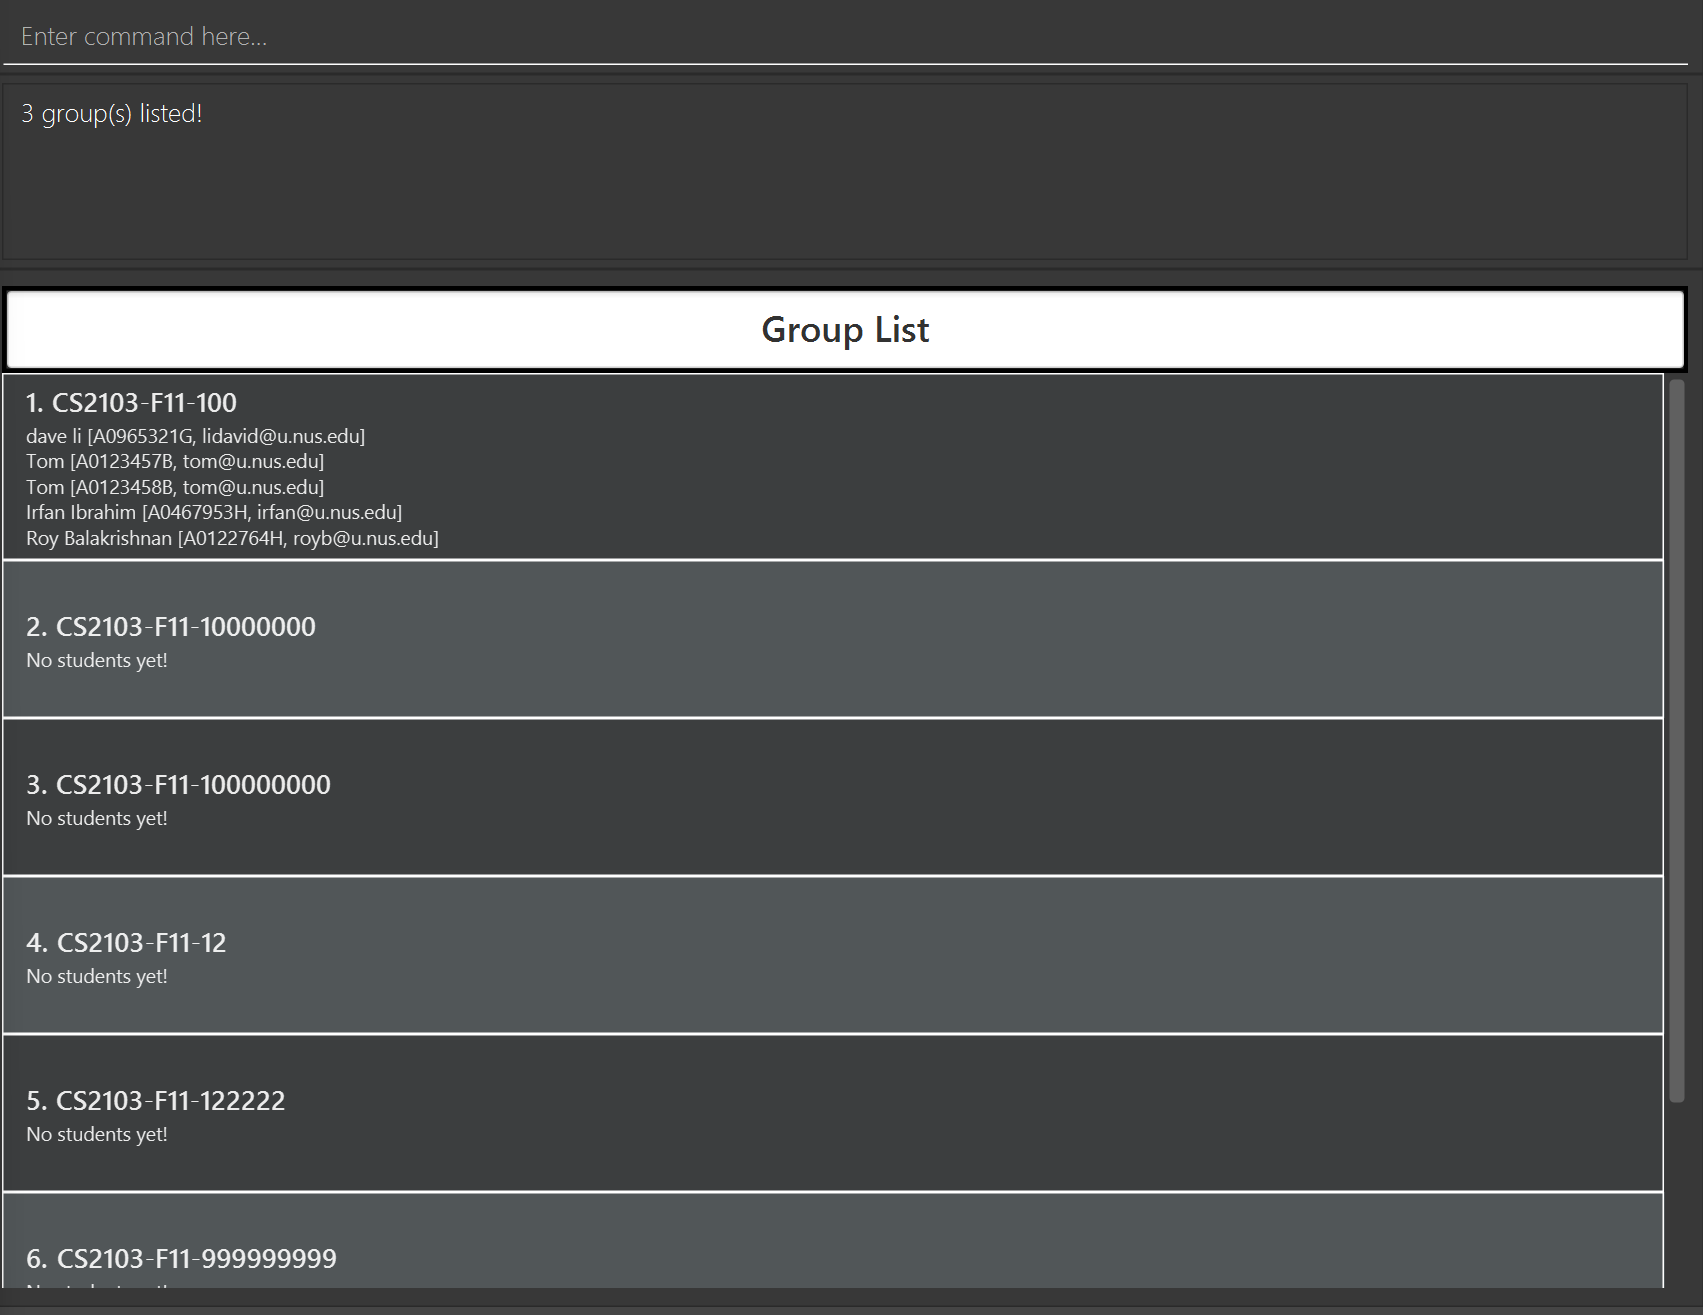 Enter command here...
3 group(s) listed!
Group List
1. CS2103-F11-100
dave li [A0965321G, lidavid@u.nus.edu]
Tom [A0123457B, tom@u.nus.edu]
Tom [A0123458B, tom@u.nus.edu]
Irfan Ibrahim [A0467953H, irfan@u.nus.edu]
Roy Balakrishnan [A0122764H, royb@u.nus.edu]
2. CS2103-F11-10000000
No students yet!
3. CS2103-F11-100000000
No students yet!
4. CS2103-F11-12
No students yet!
5. CS2103-F11-122222
No students yet!
6. CS2103-F11-999999999